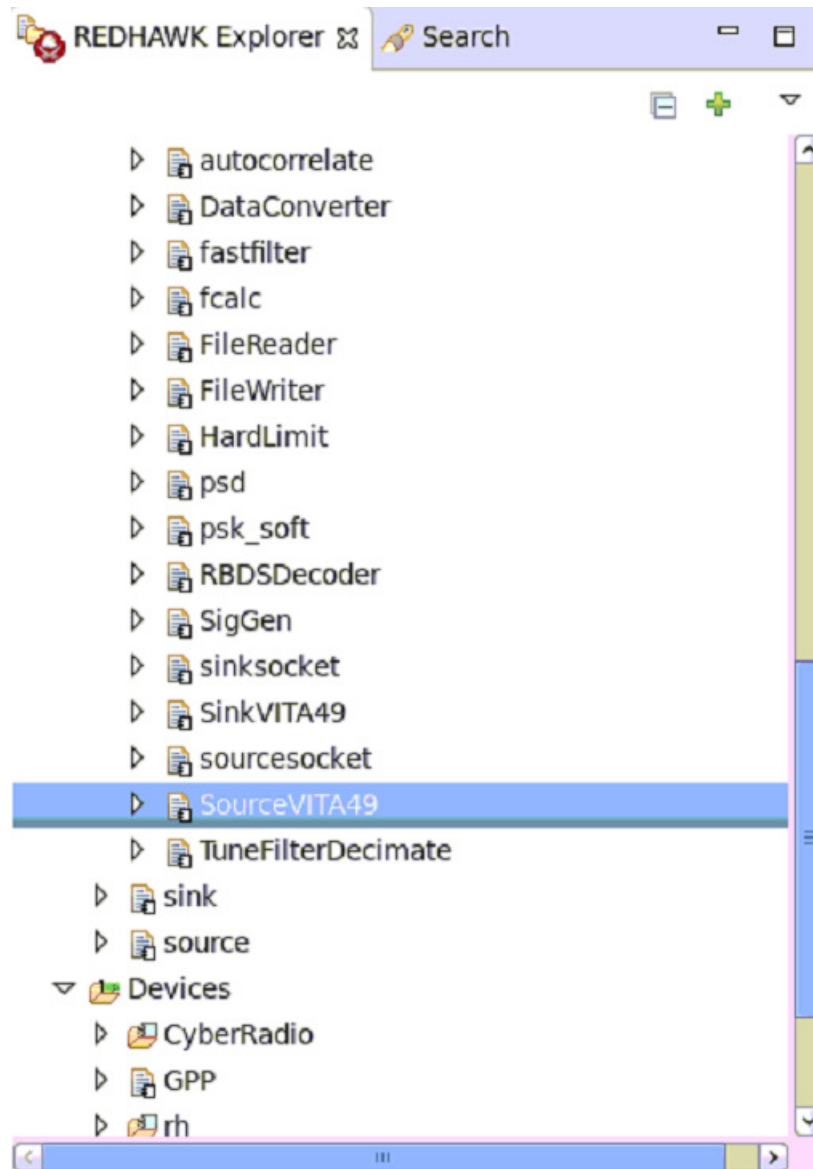 REDHAWK Explorer Search
autocorrelate
DataConverter
fastfilter
fcalc
FileReader
FileWriter
HardLimit
psd
psk_soft
RBDSDecoder
SigGen
sinksocket
SinkVITA49
sourcesocket
SourceVITA49
TuneFilterDecimate
sink
source
Devices
CyberRadio
GPP
rh